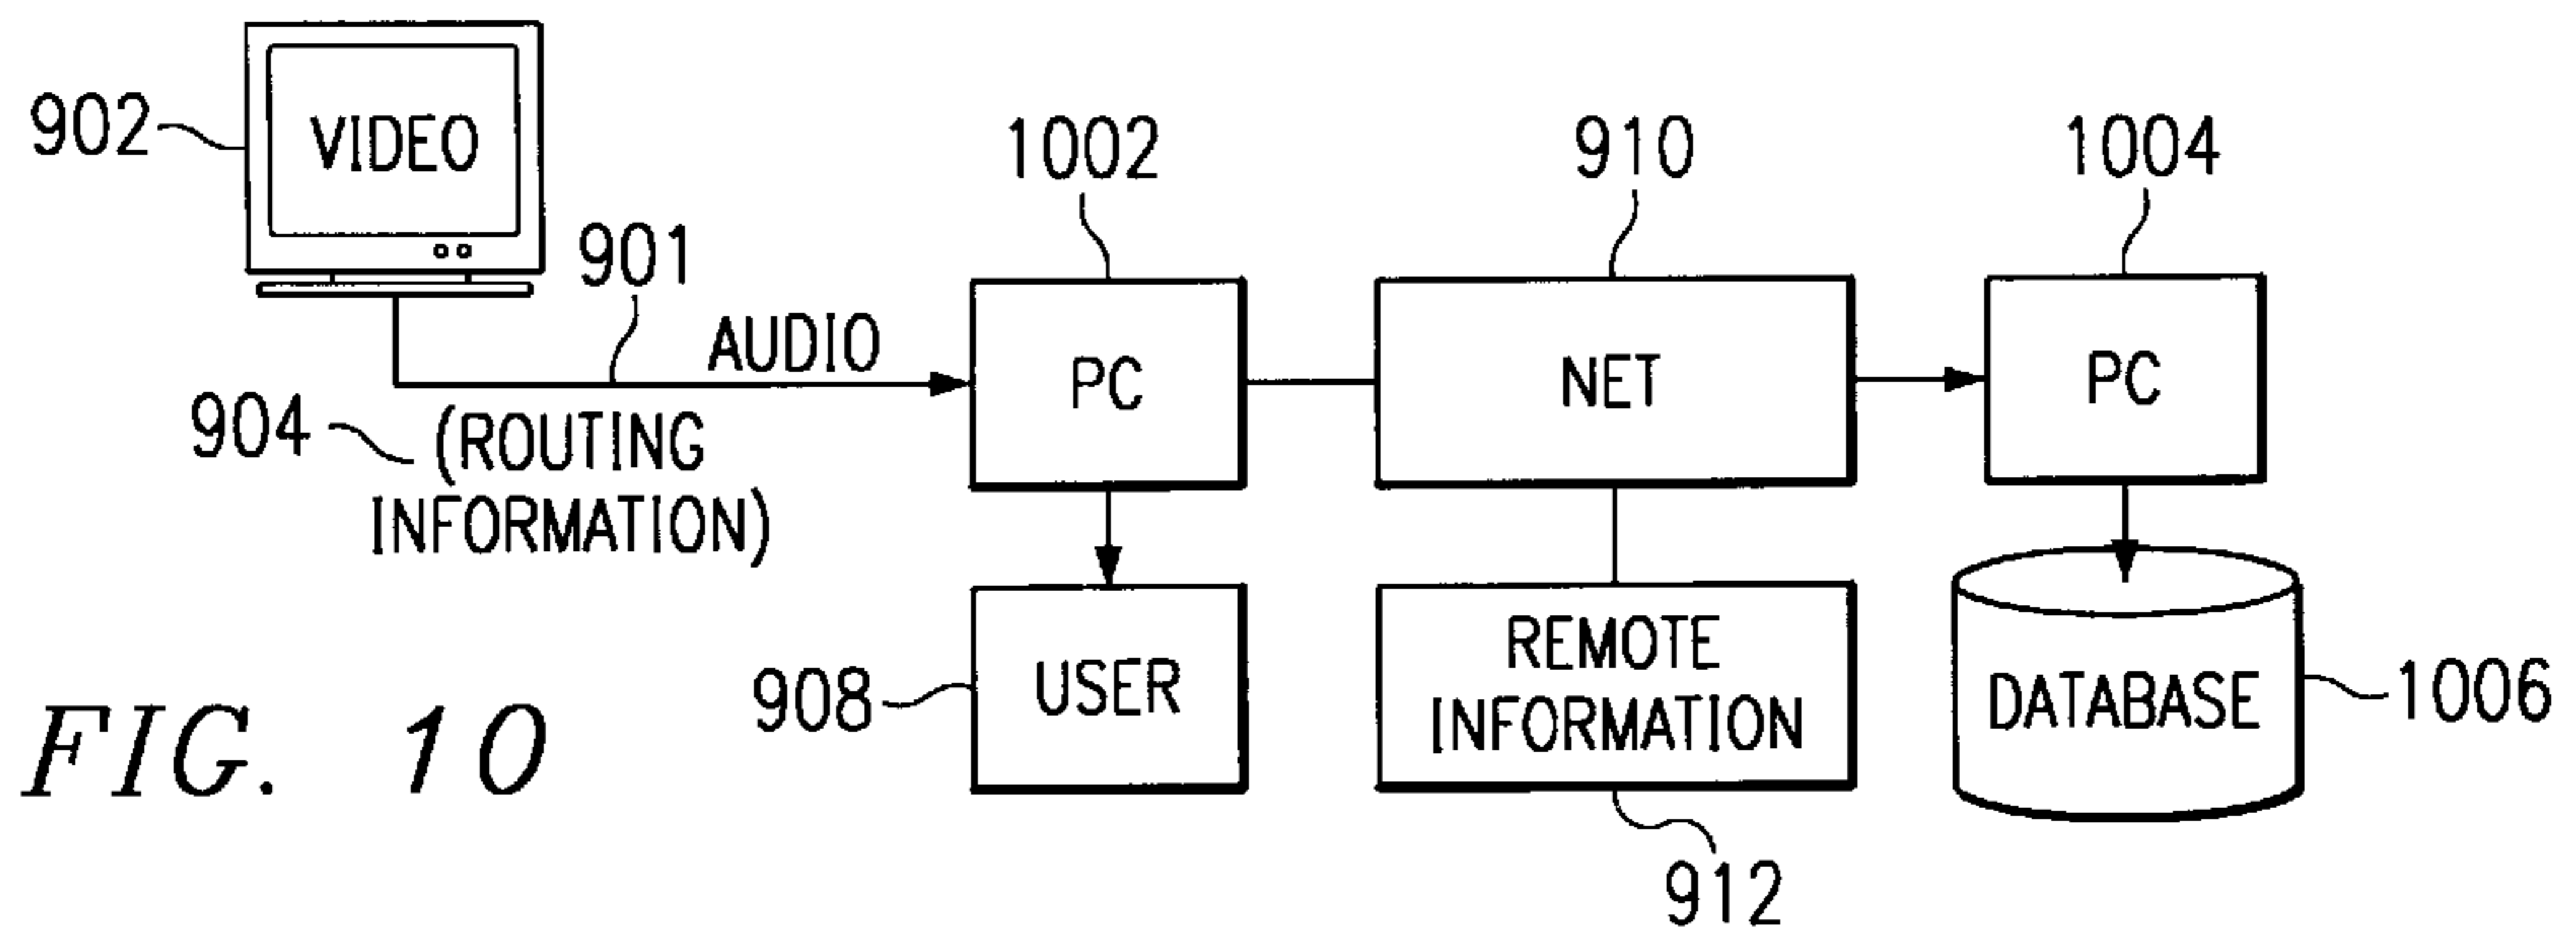 902
VIDEO
901
AUDIO
904
(ROUTING
INFORMATION)
1002
PC
910
NET
1004
PC
908
USER
REMOTE
INFORMATION
912
DATABASE
1006
FIG. 10